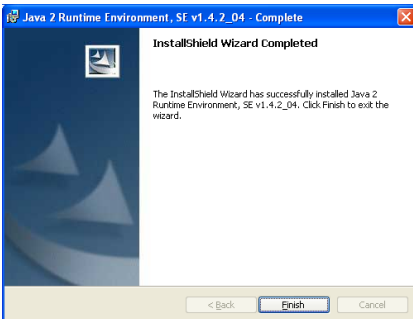 Java 2 Runtime Environment, SE v1.4.2_04 - Complete
InstallShield Wizard Completed
The InstallShield Wizard has successfully installed Java 2
Runtime Environment, SE v1.4.2_04. Click Finish to exit the
wizard.
< Back
Finish
Cancel